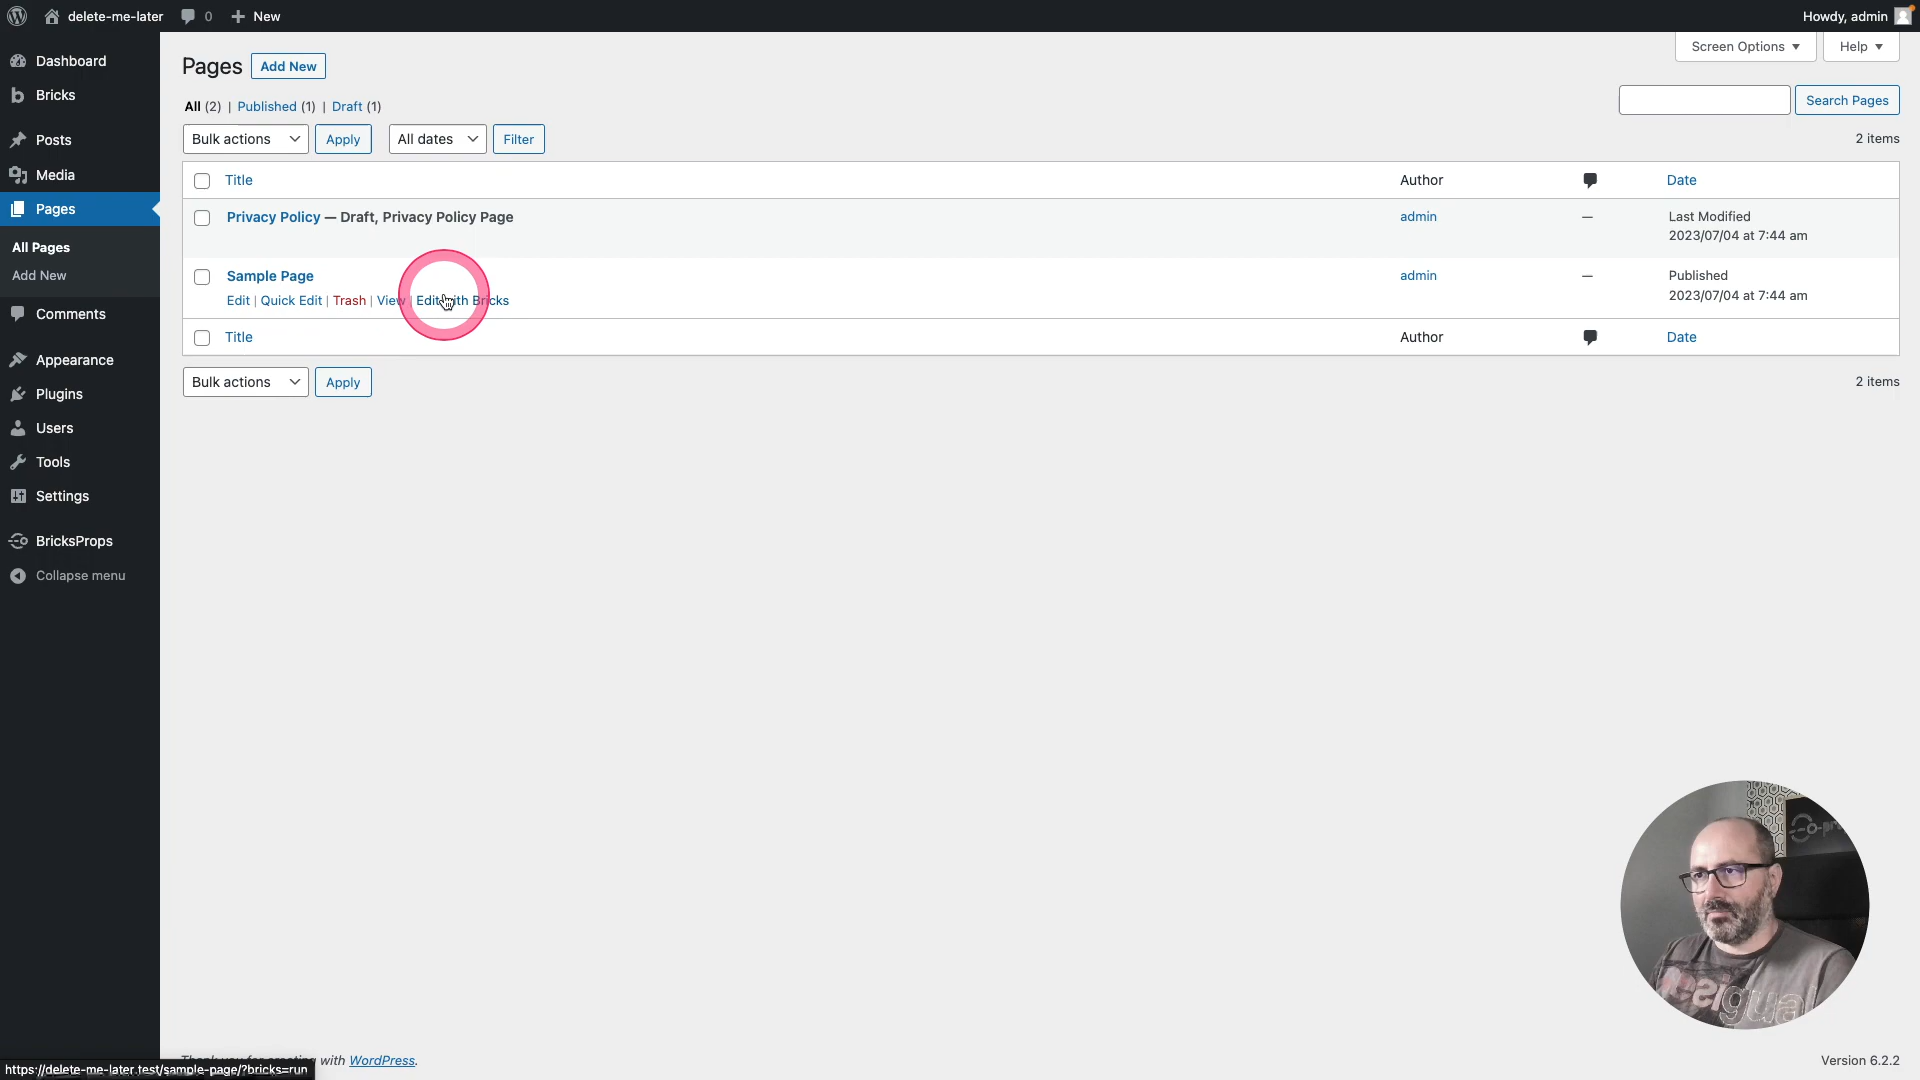 delete-me-later 0 New Howdy, admin
Screen Options Help
Dashboard
Bricks
Posts
Media
Pages
All Pages
Add New
Comments
Appearance
Plugins
Users
Tools
Settings
BricksProps
Collapse menu
Pages Add New
All (2) | Published (1) | Draft (1)
Search Pages
Bulk actions Apply All dates Filter 2 items
Title Author Date
Privacy Policy — Draft, Privacy Policy Page admin — Last Modified
2023/07/04 at 7:44 am
Sample Page admin — Published
2023/07/04 at 7:44 am
Edit | Quick Edit | Trash | View | Edit with Bricks
Title Author Date
Bulk actions Apply 2 items
with WordPress. Version 6.2.2
https://delete-me-later.test/sample-page/?bricks=run